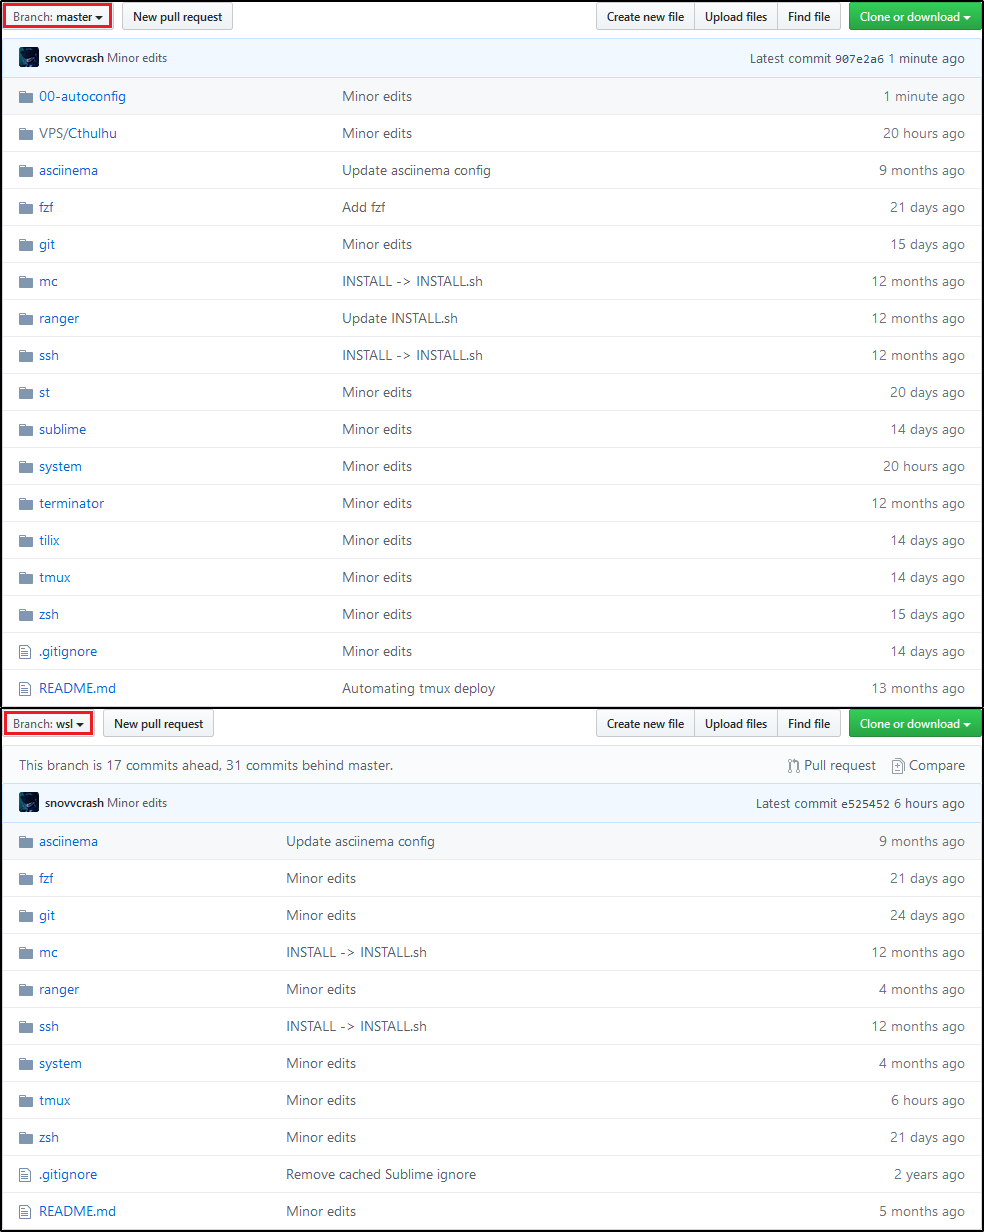 Branch: master New pull request Create new file Upload files Find file Clone or download
snovvcrash Minor edits Latest commit 907e2a6 1 minute ago
00-autoconfig Minor edits 1 minute ago
VPS/Cthulhu Minor edits 20 hours ago
asciinema Update asciinema config 9 months ago
fzf Add fzf 21 days ago
git Minor edits 15 days ago
mc INSTALL -> INSTALL.sh 12 months ago
ranger Update INSTALL.sh 12 months ago
ssh INSTALL -> INSTALL.sh 12 months ago
st Minor edits 20 days ago
sublime Minor edits 14 days ago
system Minor edits 20 hours ago
terminator Minor edits 12 months ago
tilix Minor edits 14 days ago
tmux Minor edits 14 days ago
zsh Minor edits 15 days ago
.gitignore Minor edits 14 days ago
README.md Automating tmux deploy 13 months ago
Branch: wsl New pull request Create new file Upload files Find file Clone or download
This branch is 17 commits ahead, 31 commits behind master. Pull request Compare
snovvcrash Minor edits Latest commit e525452 6 hours ago
asciinema Update asciinema config 9 months ago
fzf Minor edits 21 days ago
git Minor edits 24 days ago
mc INSTALL -> INSTALL.sh 12 months ago
ranger Minor edits 4 months ago
ssh INSTALL -> INSTALL.sh 12 months ago
system Minor edits 4 months ago
tmux Minor edits 6 hours ago
zsh Minor edits 21 days ago
.gitignore Remove cached Sublime ignore 2 years ago
README.md Minor edits 5 months ago